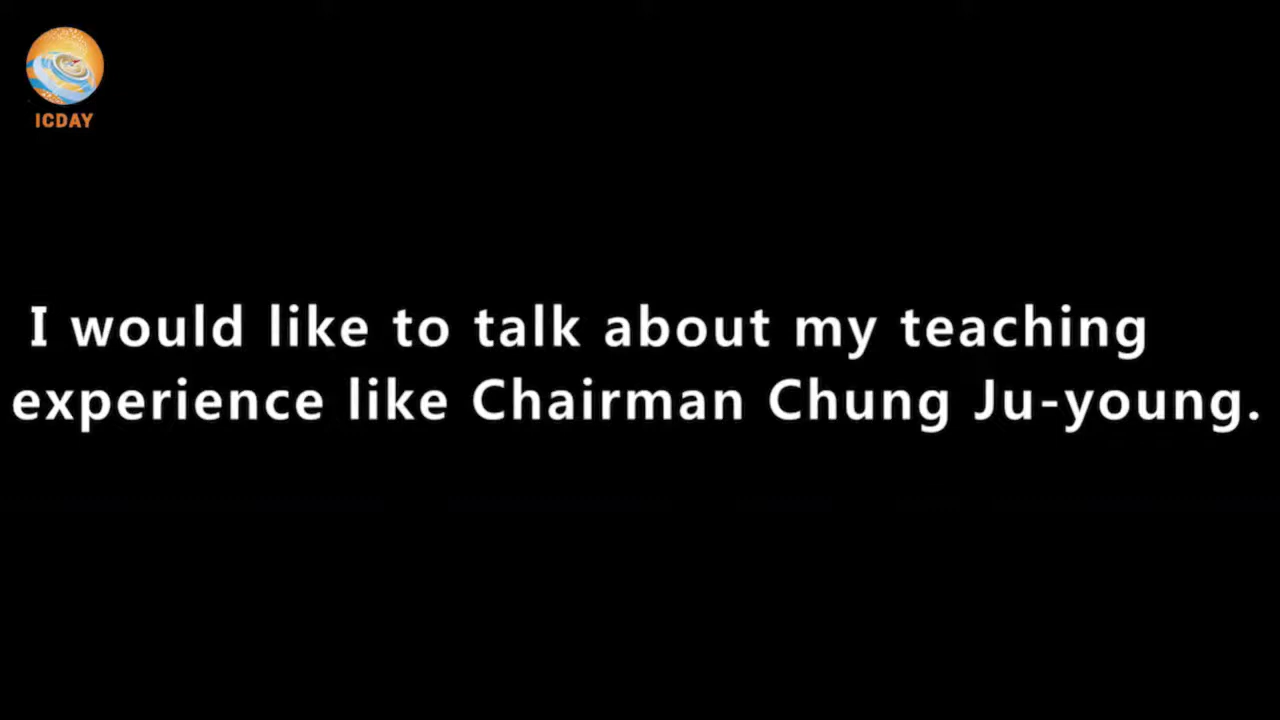 ICDAY
I would like to talk about my teaching
experience like Chairman Chung Ju-young.